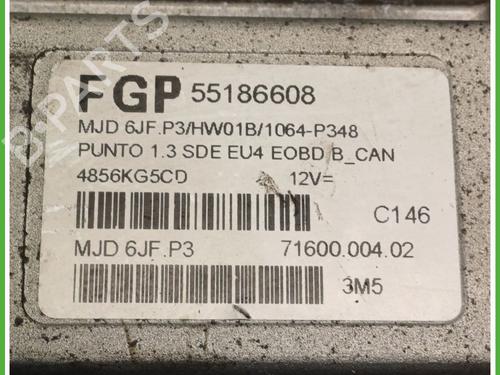 FGP 55186608
MJD 6JF.P3/HW01B/1064-P348
PUNTO 1.3 SDE EU4 EOBD B_CAN
4856KG5CD 12V=
C146
MJD 6JF.P3 71600.004.02
3M5
B-PARTS